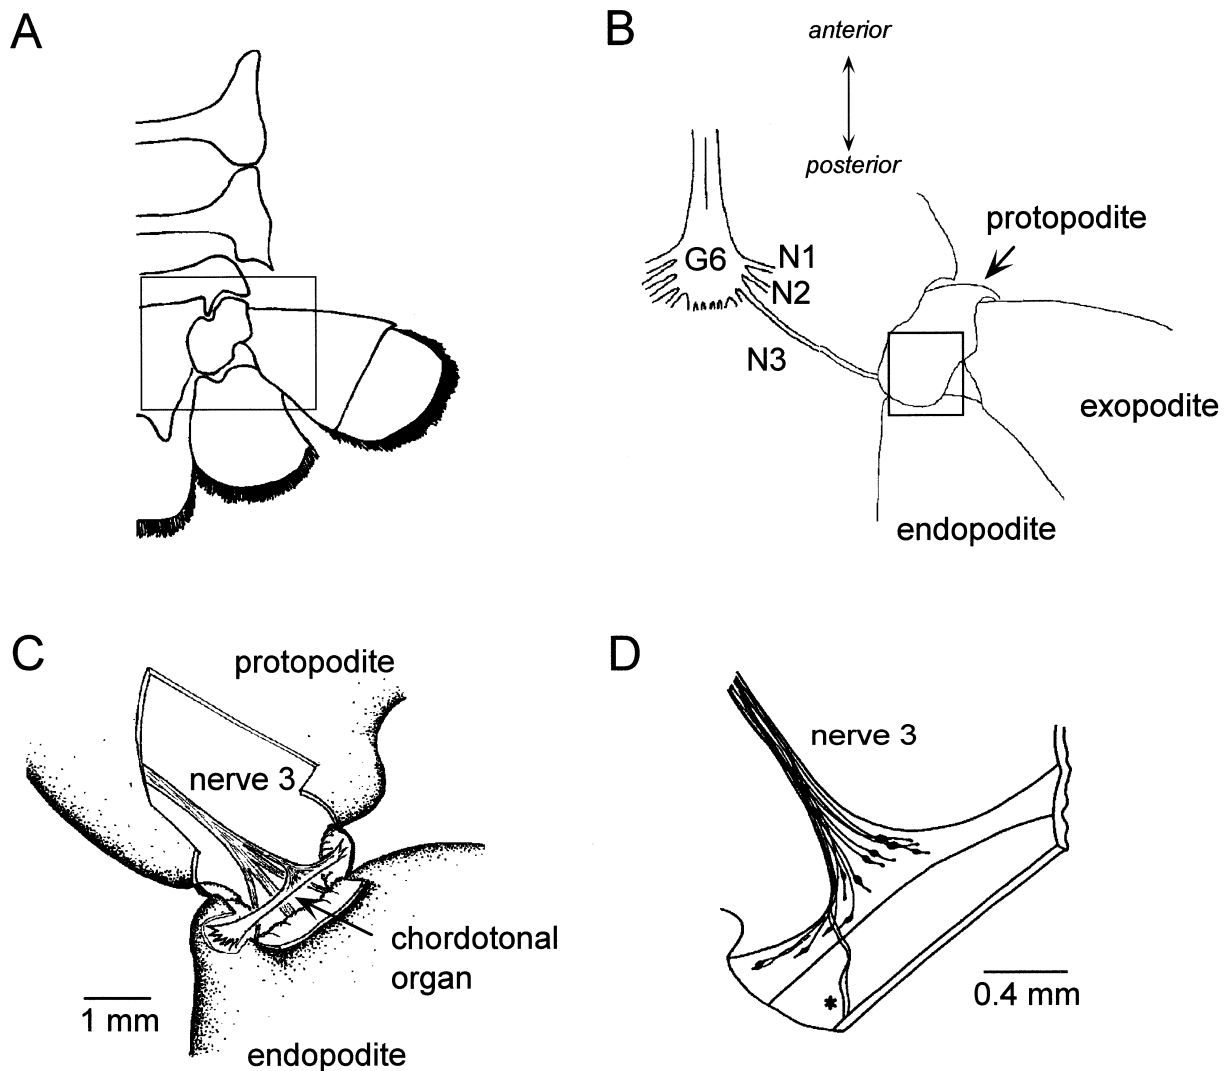 A
B
anterior
posterior
protopodite
G6
N1
N2
N3
exopodite
endopodite
C
protopodite
nerve 3
chordotonal
organ
1 mm
endopodite
D
nerve 3
*
0.4 mm